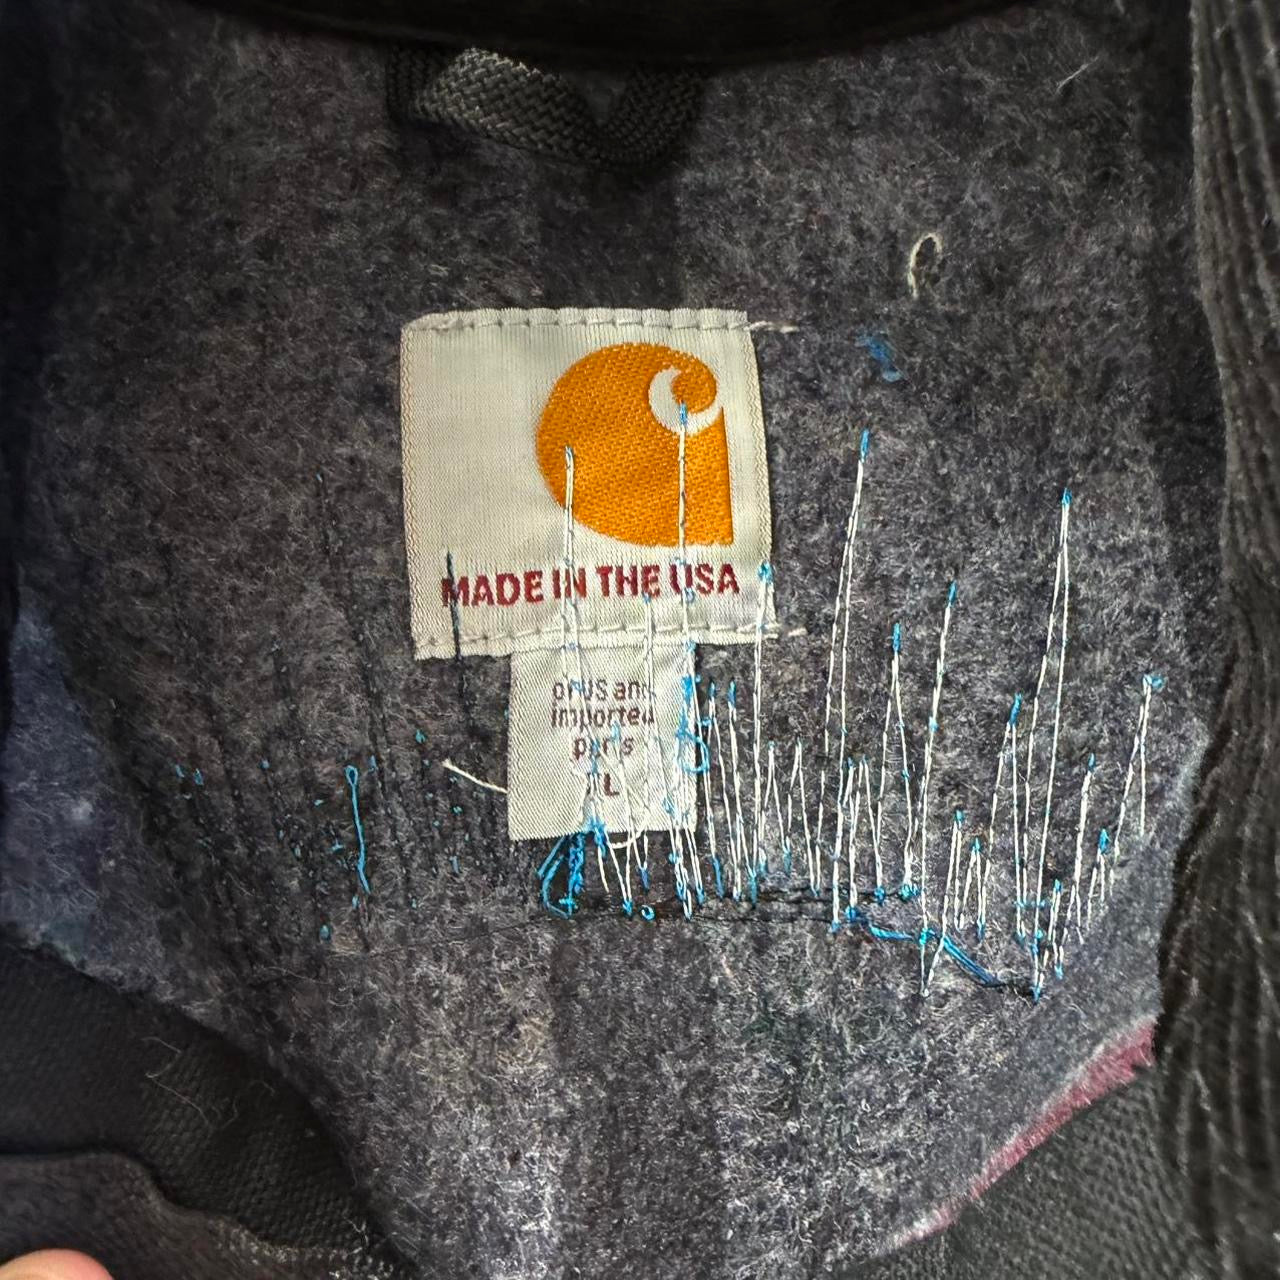 MADE IN THE USA
of US and
imported
parts
L